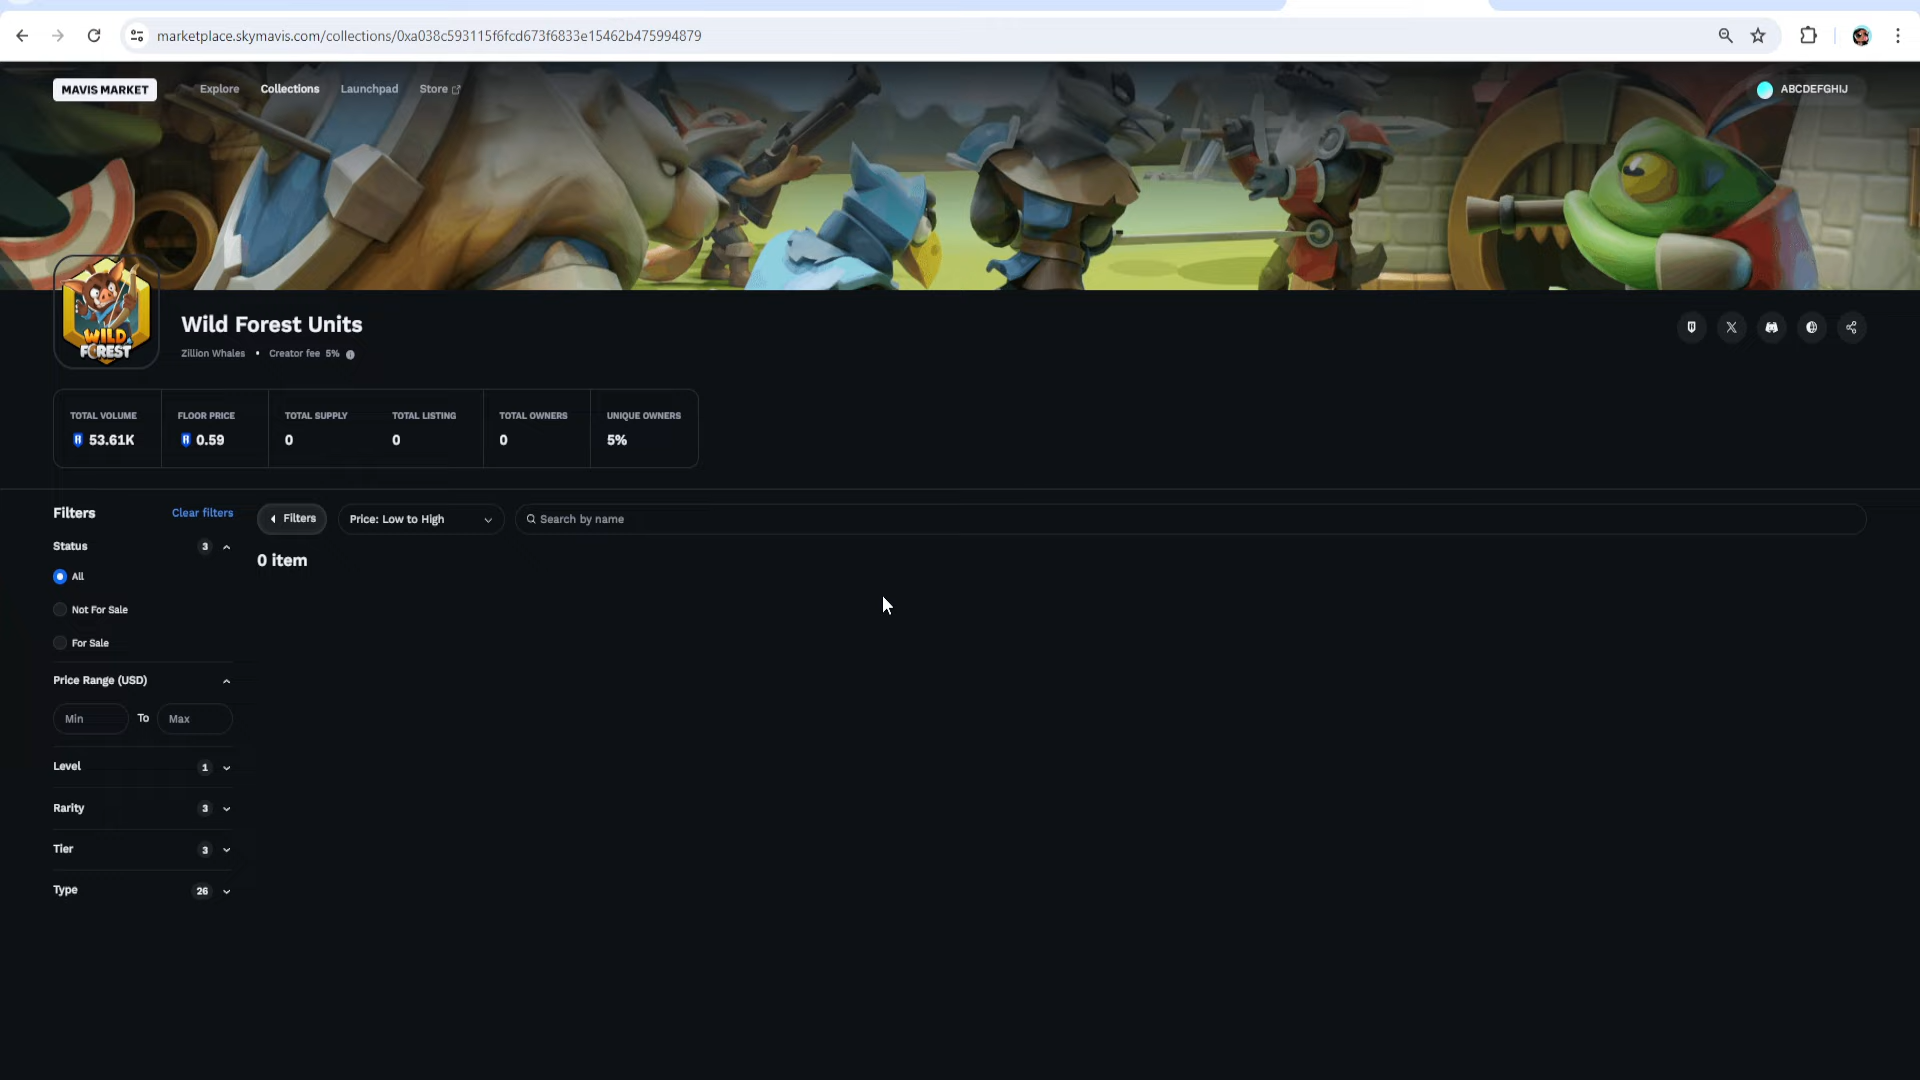 marketplace.skymavis.com/collections/0xa038c593115f6fcd673f6833e15462b475994879
MAVIS MARKET
Explore
Collections
Launchpad
Store
ABCDEFGHIJ
WILD
FOREST
Wild Forest Units
Zillion Whales • Creator fee 5%
TOTAL VOLUME
53.61K
FLOOR PRICE
0.59
TOTAL SUPPLY
0
TOTAL LISTING
0
TOTAL OWNERS
0
UNIQUE OWNERS
5%
Filters
Clear filters
Filters
Price: Low to High
Search by name
Status
3
All
Not For Sale
For Sale
0 item
Price Range (USD)
Min
To
Max
Level
1
Rarity
3
Tier
3
Type
26